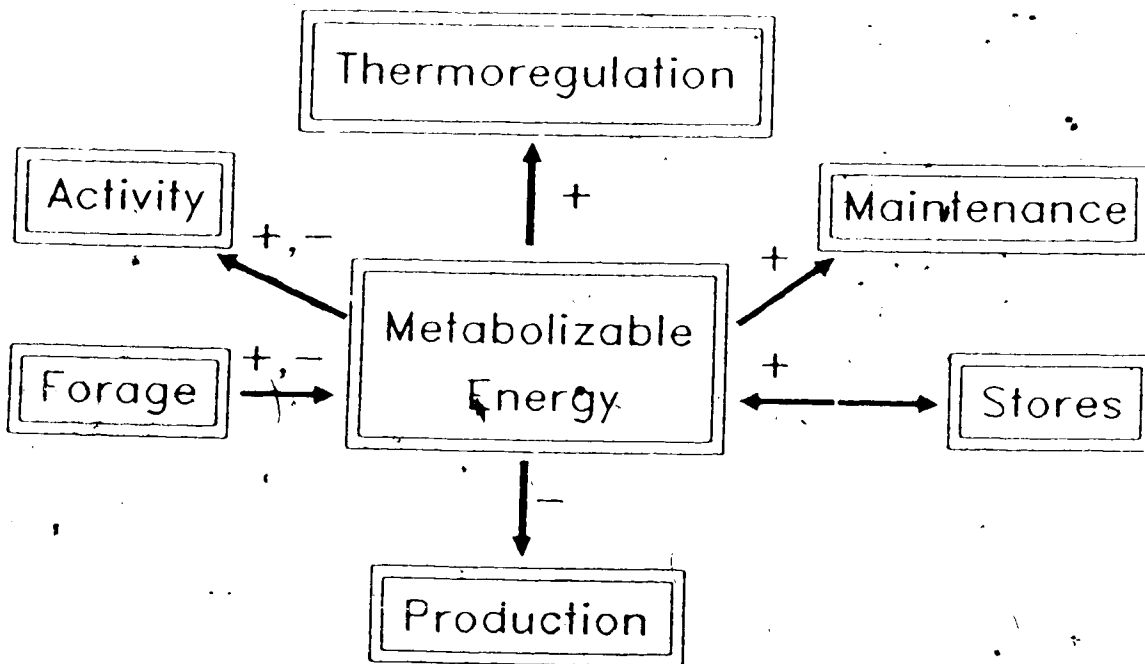 Thermoregulation
+
Activity
+,-
Maintenance
+
Metabolizable
Energy
Forage
+,-
+
Stores
-
Production